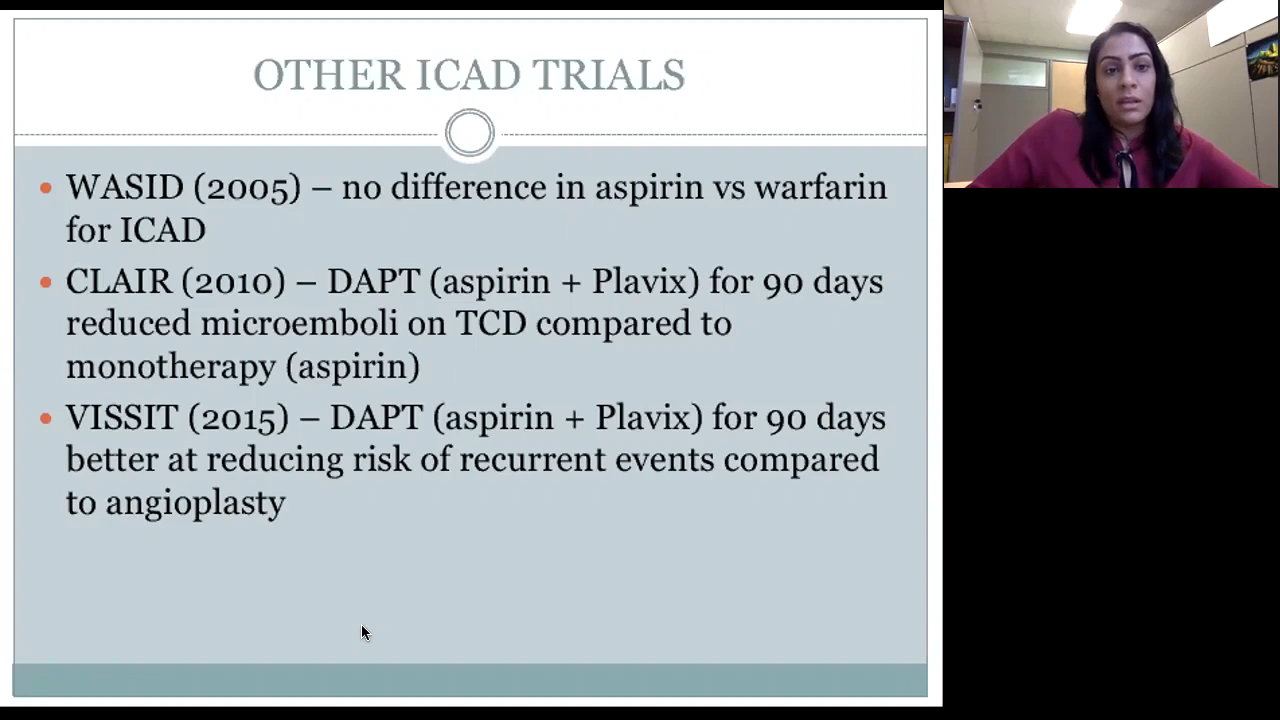 OTHER ICAD TRIALS
• WASID (2005) – no difference in aspirin vs warfarin
for ICAD
• CLAIR (2010) – DAPT (aspirin + Plavix) for 90 days
reduced microemboli on TCD compared to
monotherapy (aspirin)
• VISSIT (2015) – DAPT (aspirin + Plavix) for 90 days
better at reducing risk of recurrent events compared
to angioplasty